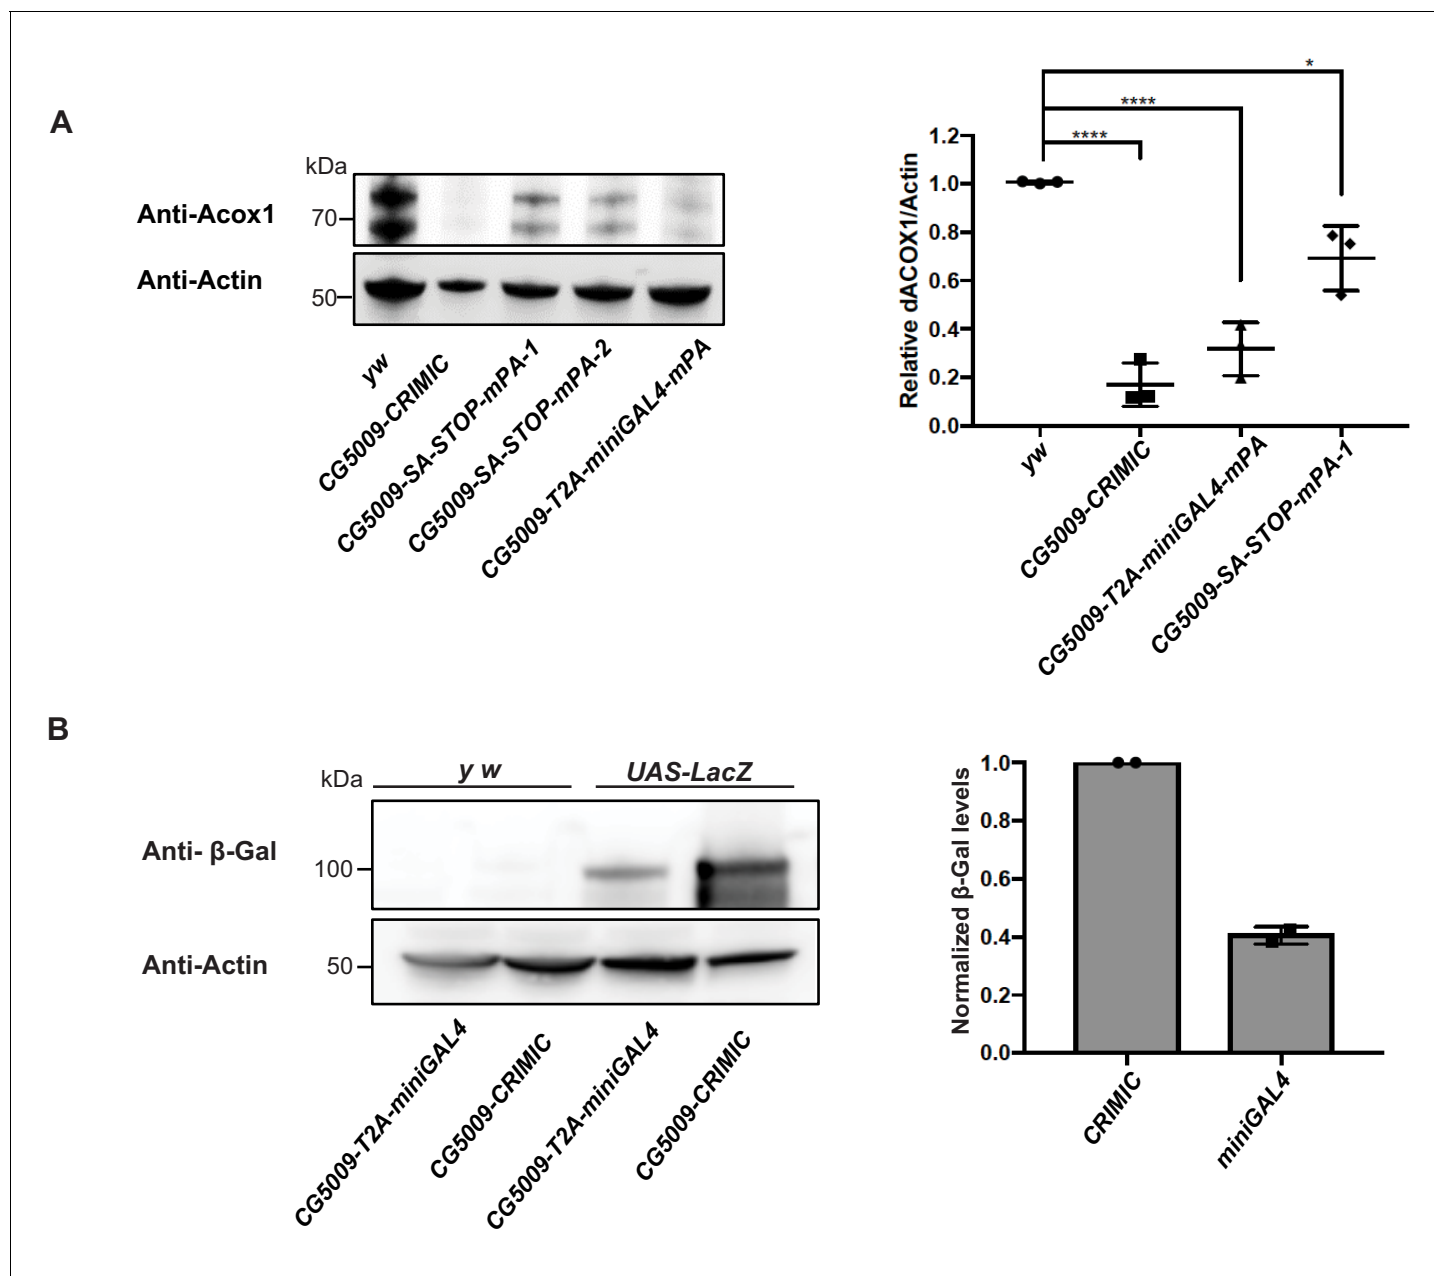 A
kDa
Anti-Acox1
70
Anti-Actin
50
yw
CG5009-CRIMIC
CG5009-SA-STOP-mPA-1
CG5009-SA-STOP-mPA-2
CG5009-T2A-miniGAL4-mPA
*
****
****
Relative dACOX1/Actin
1.2
1.0
0.8
0.6
0.4
0.2
0.0
yw
CG5009-CRIMIC
CG5009-T2A-miniGAL4-mPA
CG5009-SA-STOP-mPA-1
B
kDa
y w
UAS-LacZ
Anti- β-Gal
100
Anti-Actin
50
CG5009-T2A-miniGAL4
CG5009-CRIMIC
CG5009-T2A-miniGAL4
CG5009-CRIMIC
Normalized β-Gal levels
1.0
0.8
0.6
0.4
0.2
0.0
CRIMIC
miniGAL4